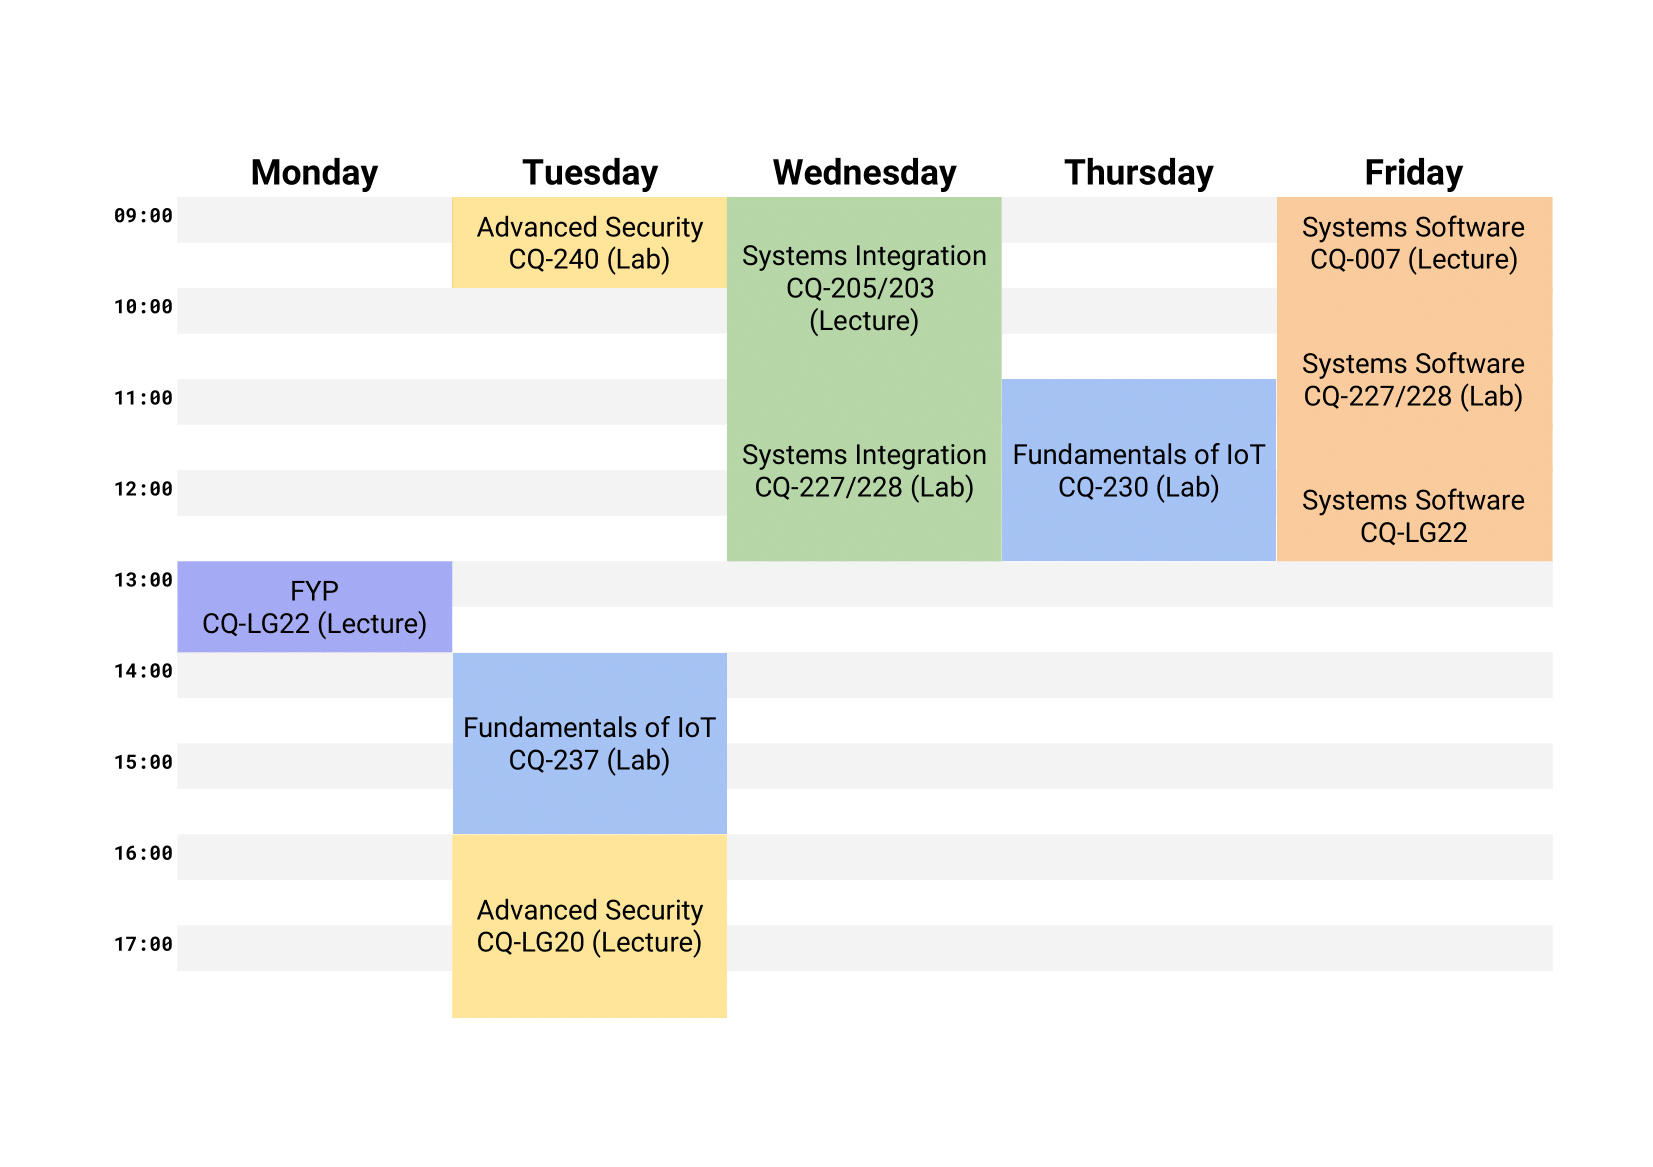 Monday
Tuesday
Wednesday
Thursday
Friday
09:00
Advanced Security
CQ-240 (Lab)
Systems Integration
CQ-205/203
(Lecture)
Systems Software
CQ-007 (Lecture)
10:00
Systems Software
CQ-227/228 (Lab)
11:00
Systems Integration
CQ-227/228 (Lab)
Fundamentals of IoT
CQ-230 (Lab)
12:00
Systems Software
CQ-LG22
13:00
FYP
CQ-LG22 (Lecture)
14:00
Fundamentals of IoT
CQ-237 (Lab)
15:00
16:00
Advanced Security
CQ-LG20 (Lecture)
17:00